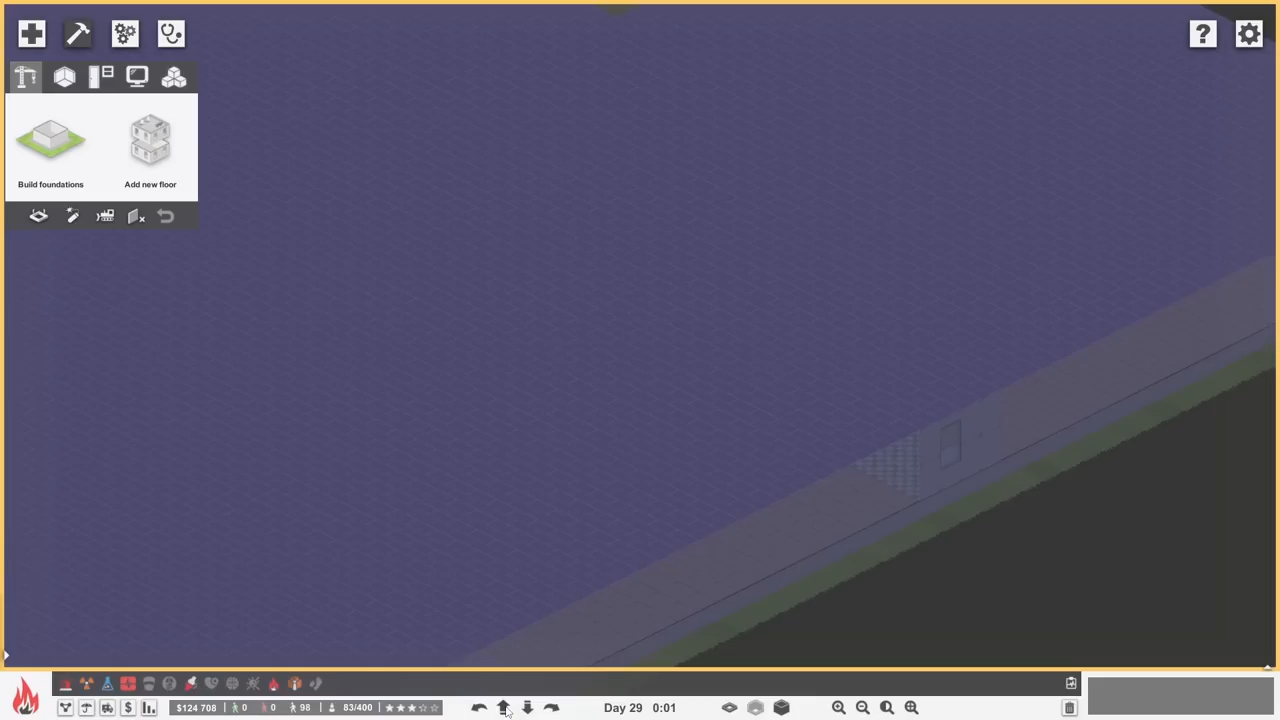 ?
Build foundations
Add new floor
$124 708
0
0
98
83/400
Day 29
0:01